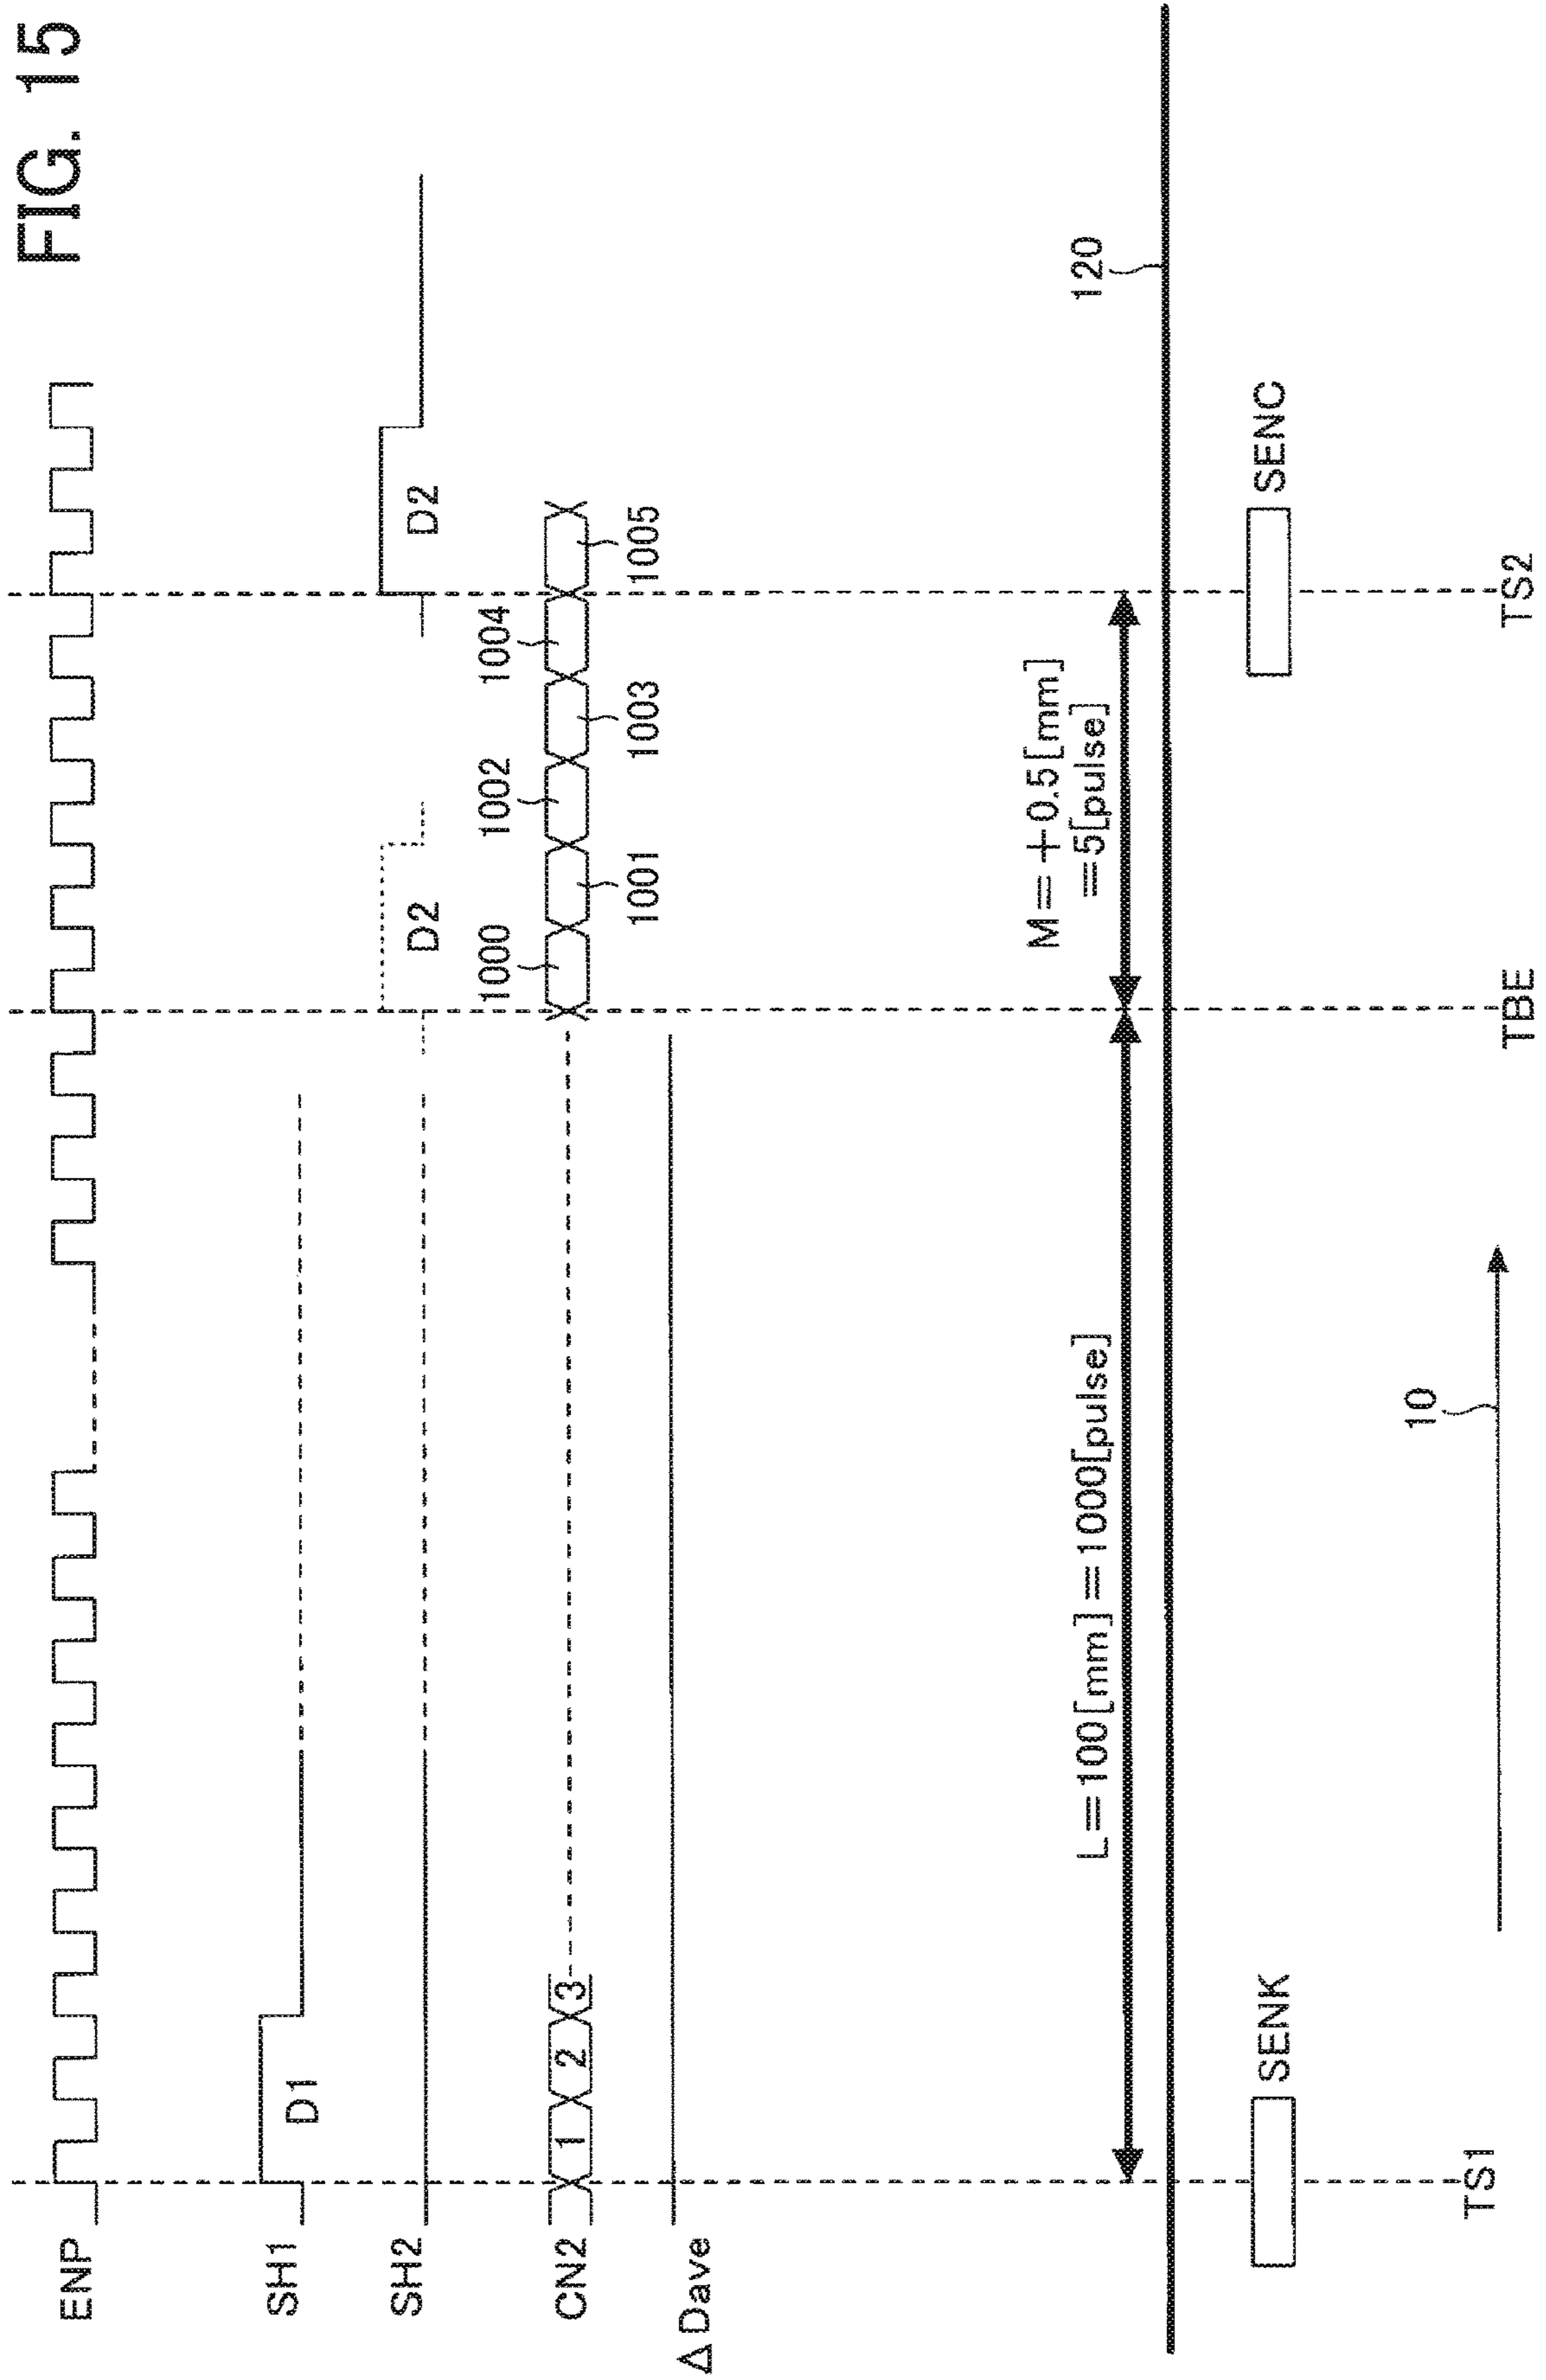 FIG. 15
ENP
SH1
D1
SH2
D2
D2
CN2
1
2
3
1000
1001
1002
1003
1004
1005
ΔDave
L=100[mm]=1000[pulse]
M=+0.5[mm]
=5[pulse]
120
SENK
SENC
10
TS1
TBE
TS2